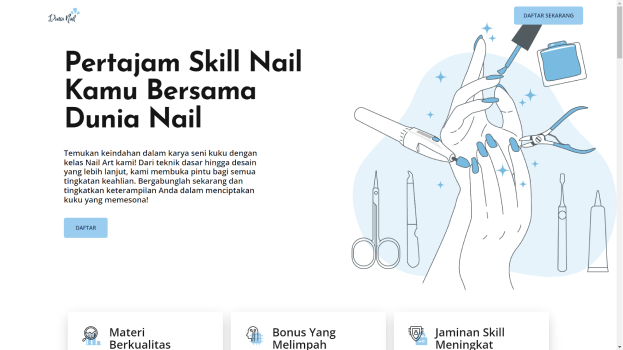 Dunia Nail
DAFTAR SEKARANG
Pertajam Skill Nail
Kamu Bersama
Dunia Nail
Temukan keindahan dalam karya seni kuku dengan
kelas Nail Art kami! Dari teknik dasar hingga desain
yang lebih lanjut, kami membuka pintu bagi semua
tingkatan keahlian. Bergabunglah sekarang dan
tingkatkan keterampilan Anda dalam menciptakan
kuku yang memesona!
DAFTAR
Materi
Berkualitas
Bonus Yang
Melimpah
Jaminan Skill
Meningkat